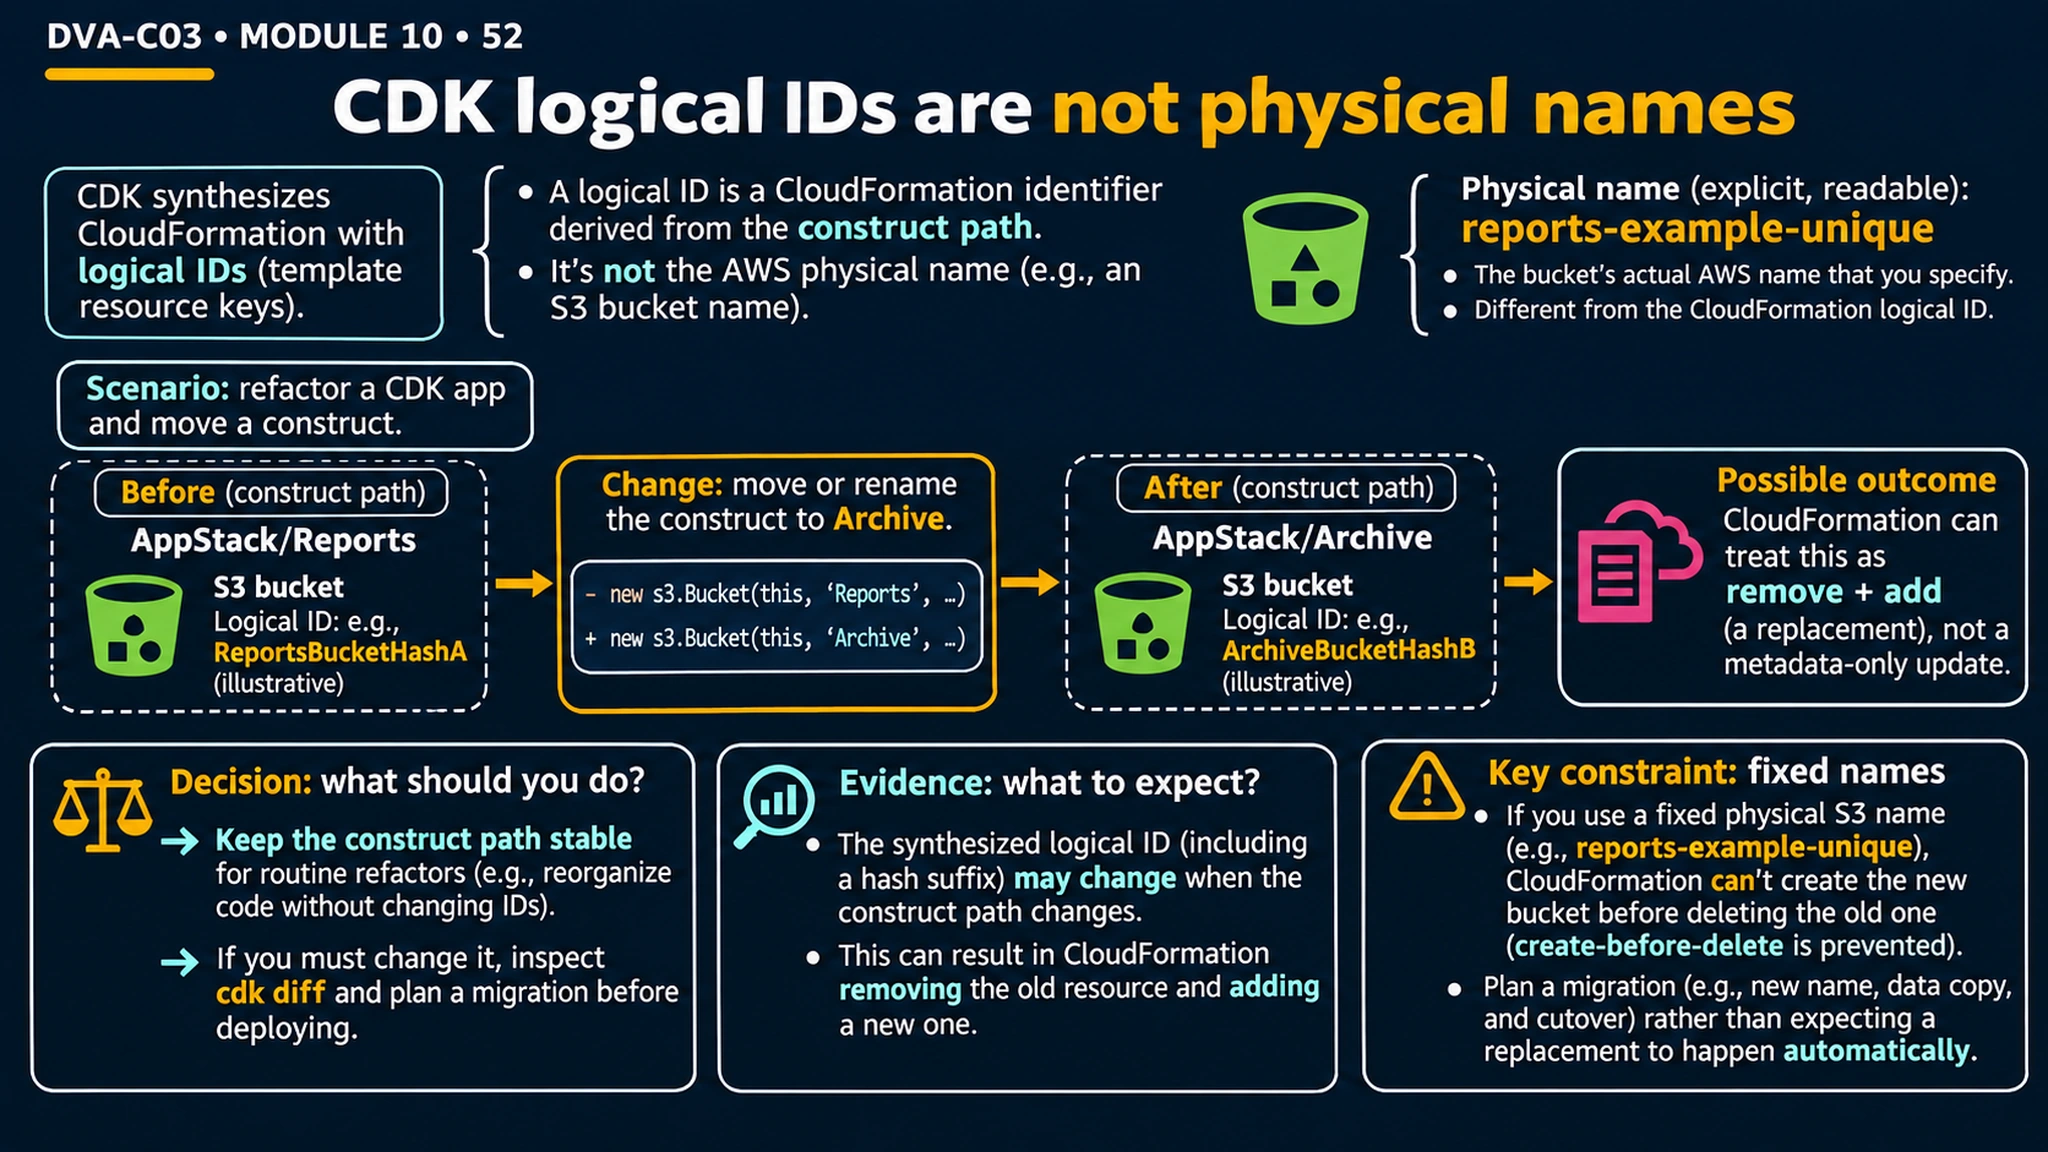 DVA-C03 • MODULE 10 • 52
CDK logical IDs are not physical names
CDK synthesizes
CloudFormation with
logical IDs (template
resource keys).
• A logical ID is a CloudFormation identifier
derived from the construct path.
• It's not the AWS physical name (e.g., an
S3 bucket name).
Physical name (explicit, readable):
reports-example-unique
• The bucket's actual AWS name that you specify.
• Different from the CloudFormation logical ID.
Scenario: refactor a CDK app
and move a construct.
Before (construct path)
AppStack/Reports
S3 bucket
Logical ID: e.g.,
ReportsBucketHashA
(illustrative)
Change: move or rename
the construct to Archive.
- new s3.Bucket(this, ‘Reports’, …)
+ new s3.Bucket(this, ‘Archive’, …)
After (construct path)
AppStack/Archive
S3 bucket
Logical ID: e.g.,
ArchiveBucketHashB
(illustrative)
Possible outcome
CloudFormation can
treat this as
remove + add
(a replacement), not a
metadata-only update.
Decision: what should you do?
→ Keep the construct path stable
for routine refactors (e.g., reorganize
code without changing IDs).
→ If you must change it, inspect
cdk diff and plan a migration before
deploying.
Evidence: what to expect?
• The synthesized logical ID (including
a hash suffix) may change when the
construct path changes.
• This can result in CloudFormation
removing the old resource and adding
a new one.
Key constraint: fixed names
• If you use a fixed physical S3 name
(e.g., reports-example-unique),
CloudFormation can't create the new
bucket before deleting the old one
(create-before-delete is prevented).
• Plan a migration (e.g., new name, data copy,
and cutover) rather than expecting a
replacement to happen automatically.